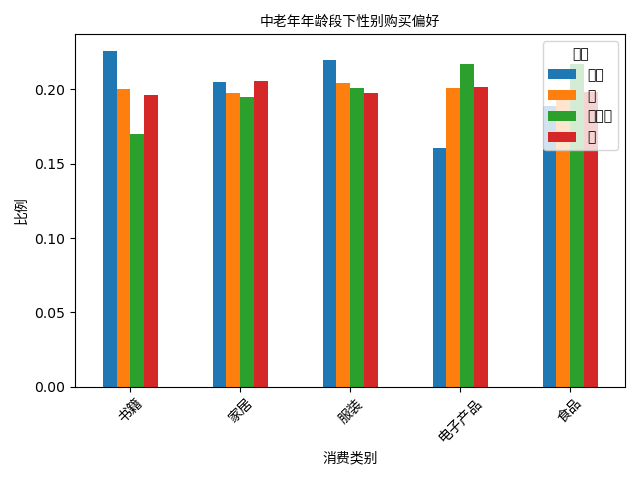 中老年年龄段下性别购买偏好
比例
0.20
0.15
0.10
0.05
0.00
书籍
家居
服装
电子产品
食品
消费类别